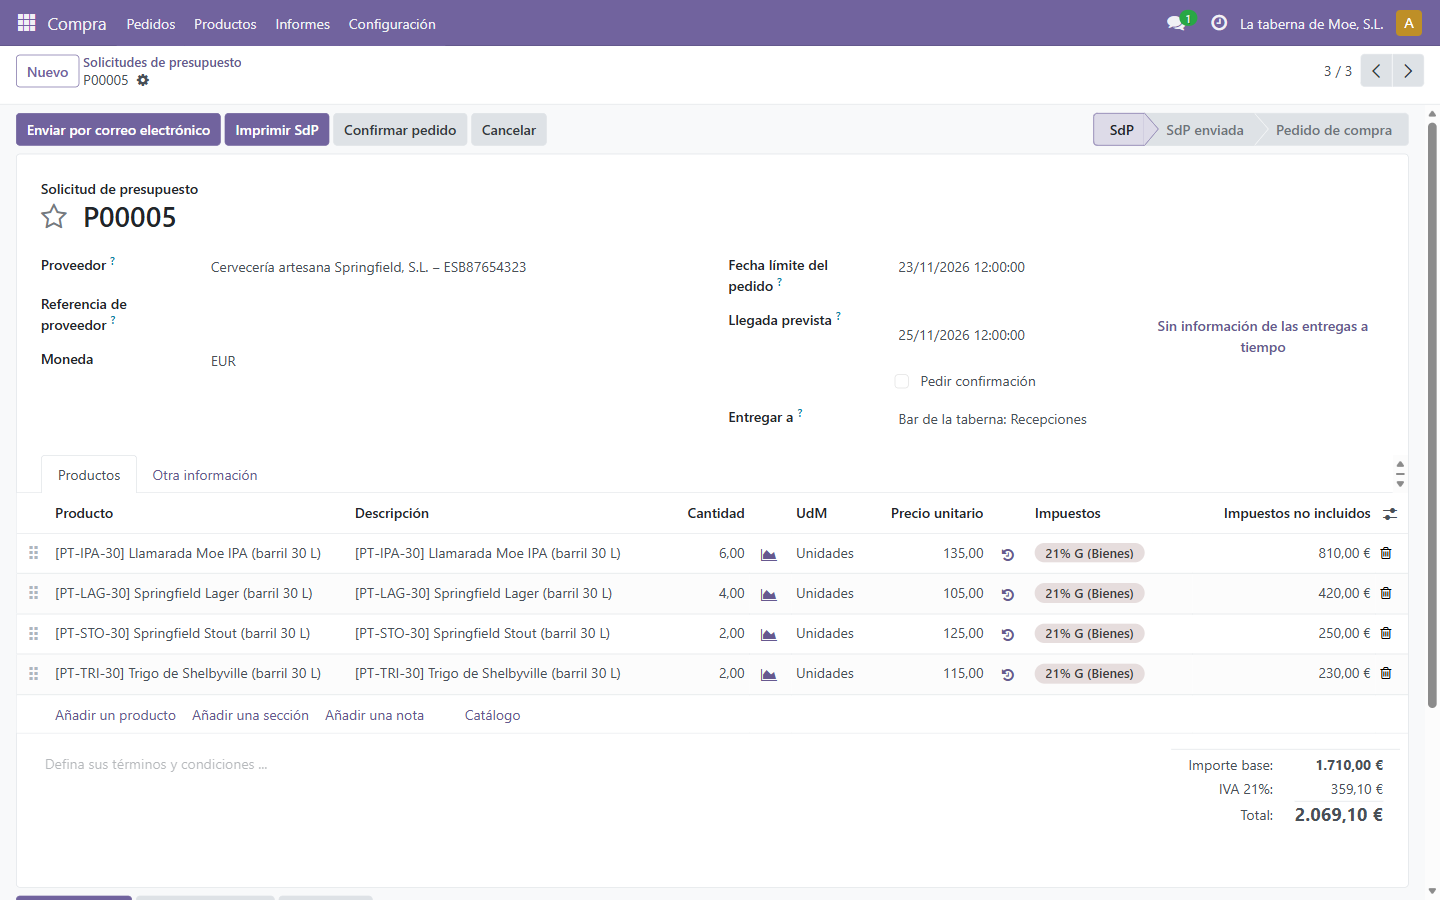 Compra Pedidos Productos Informes Configuración 1 La taberna de Moe, S.L. A
Nuevo Solicitudes de presupuesto
P00005 3 / 3
Enviar por correo electrónico Imprimir SdP Confirmar pedido Cancelar SdP SdP enviada Pedido de compra
Solicitud de presupuesto
P00005
Proveedor ? Cervecería artesana Springfield, S.L. – ESB87654323
Referencia de
proveedor ?
Moneda EUR
Fecha límite del
pedido ? 23/11/2026 12:00:00
Llegada prevista ? 25/11/2026 12:00:00
Sin información de las entregas a
tiempo
Pedir confirmación
Entregar a ? Bar de la taberna: Recepciones
Productos Otra información
Producto Descripción Cantidad UdM Precio unitario Impuestos Impuestos no incluidos
[PT-IPA-30] Llamarada Moe IPA (barril 30 L) [PT-IPA-30] Llamarada Moe IPA (barril 30 L) 6,00 Unidades 135,00 21% G (Bienes) 810,00 €
[PT-LAG-30] Springfield Lager (barril 30 L) [PT-LAG-30] Springfield Lager (barril 30 L) 4,00 Unidades 105,00 21% G (Bienes) 420,00 €
[PT-STO-30] Springfield Stout (barril 30 L) [PT-STO-30] Springfield Stout (barril 30 L) 2,00 Unidades 125,00 21% G (Bienes) 250,00 €
[PT-TRI-30] Trigo de Shelbyville (barril 30 L) [PT-TRI-30] Trigo de Shelbyville (barril 30 L) 2,00 Unidades 115,00 21% G (Bienes) 230,00 €
Añadir un producto Añadir una sección Añadir una nota Catálogo
Defina sus términos y condiciones ...
Importe base: 1.710,00 €
IVA 21%: 359,10 €
Total: 2.069,10 €